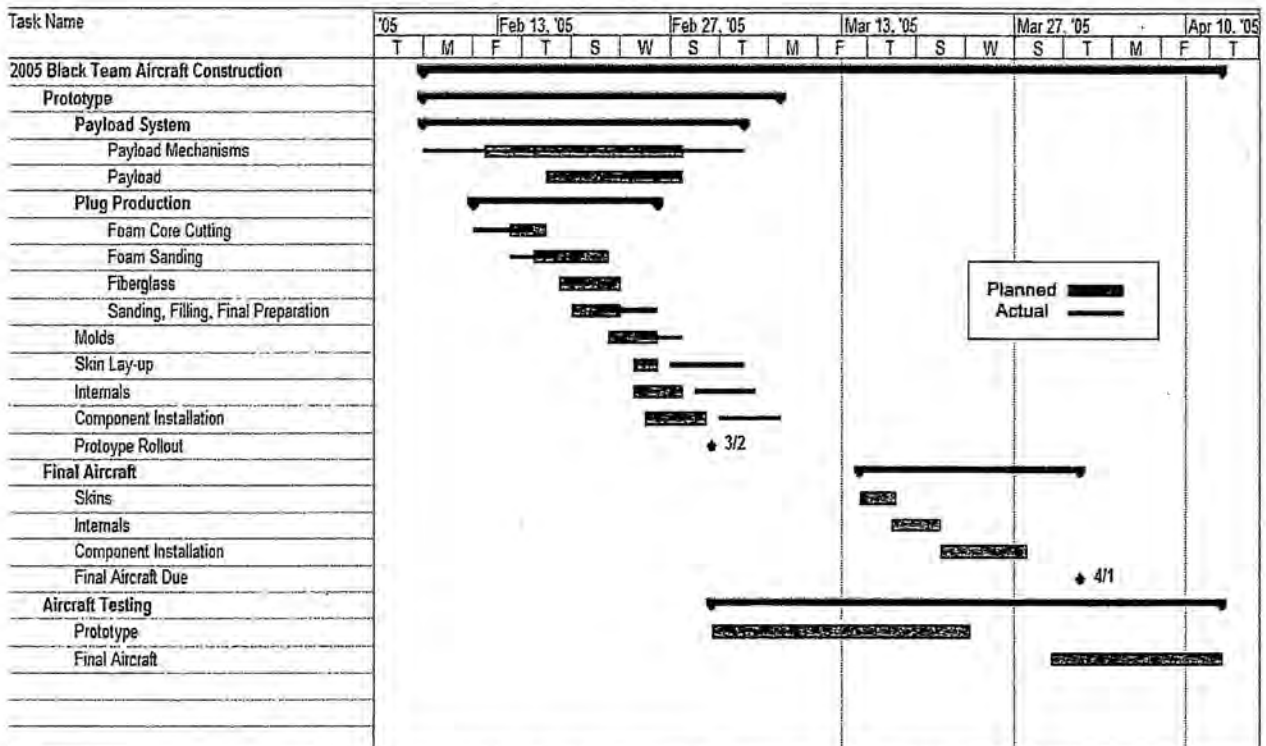 Task Name
'05 Feb 13, '05 Feb 27, '05 Mar 13, '05 Mar 27, '05 Apr 10, '05
T M F T S W S T M F T S W S T M F T
2005 Black Team Aircraft Construction
Prototype
Payload System
Payload Mechanisms
Payload
Plug Production
Foam Core Cutting
Foam Sanding
Fiberglass
Sanding, Filling, Final Preparation
Molds
Skin Lay-up
Internals
Component Installation
Protoype Rollout 3/2
Final Aircraft
Skins
Internals
Component Installation
Final Aircraft Due 4/1
Aircraft Testing
Prototype
Final Aircraft
Planned
Actual